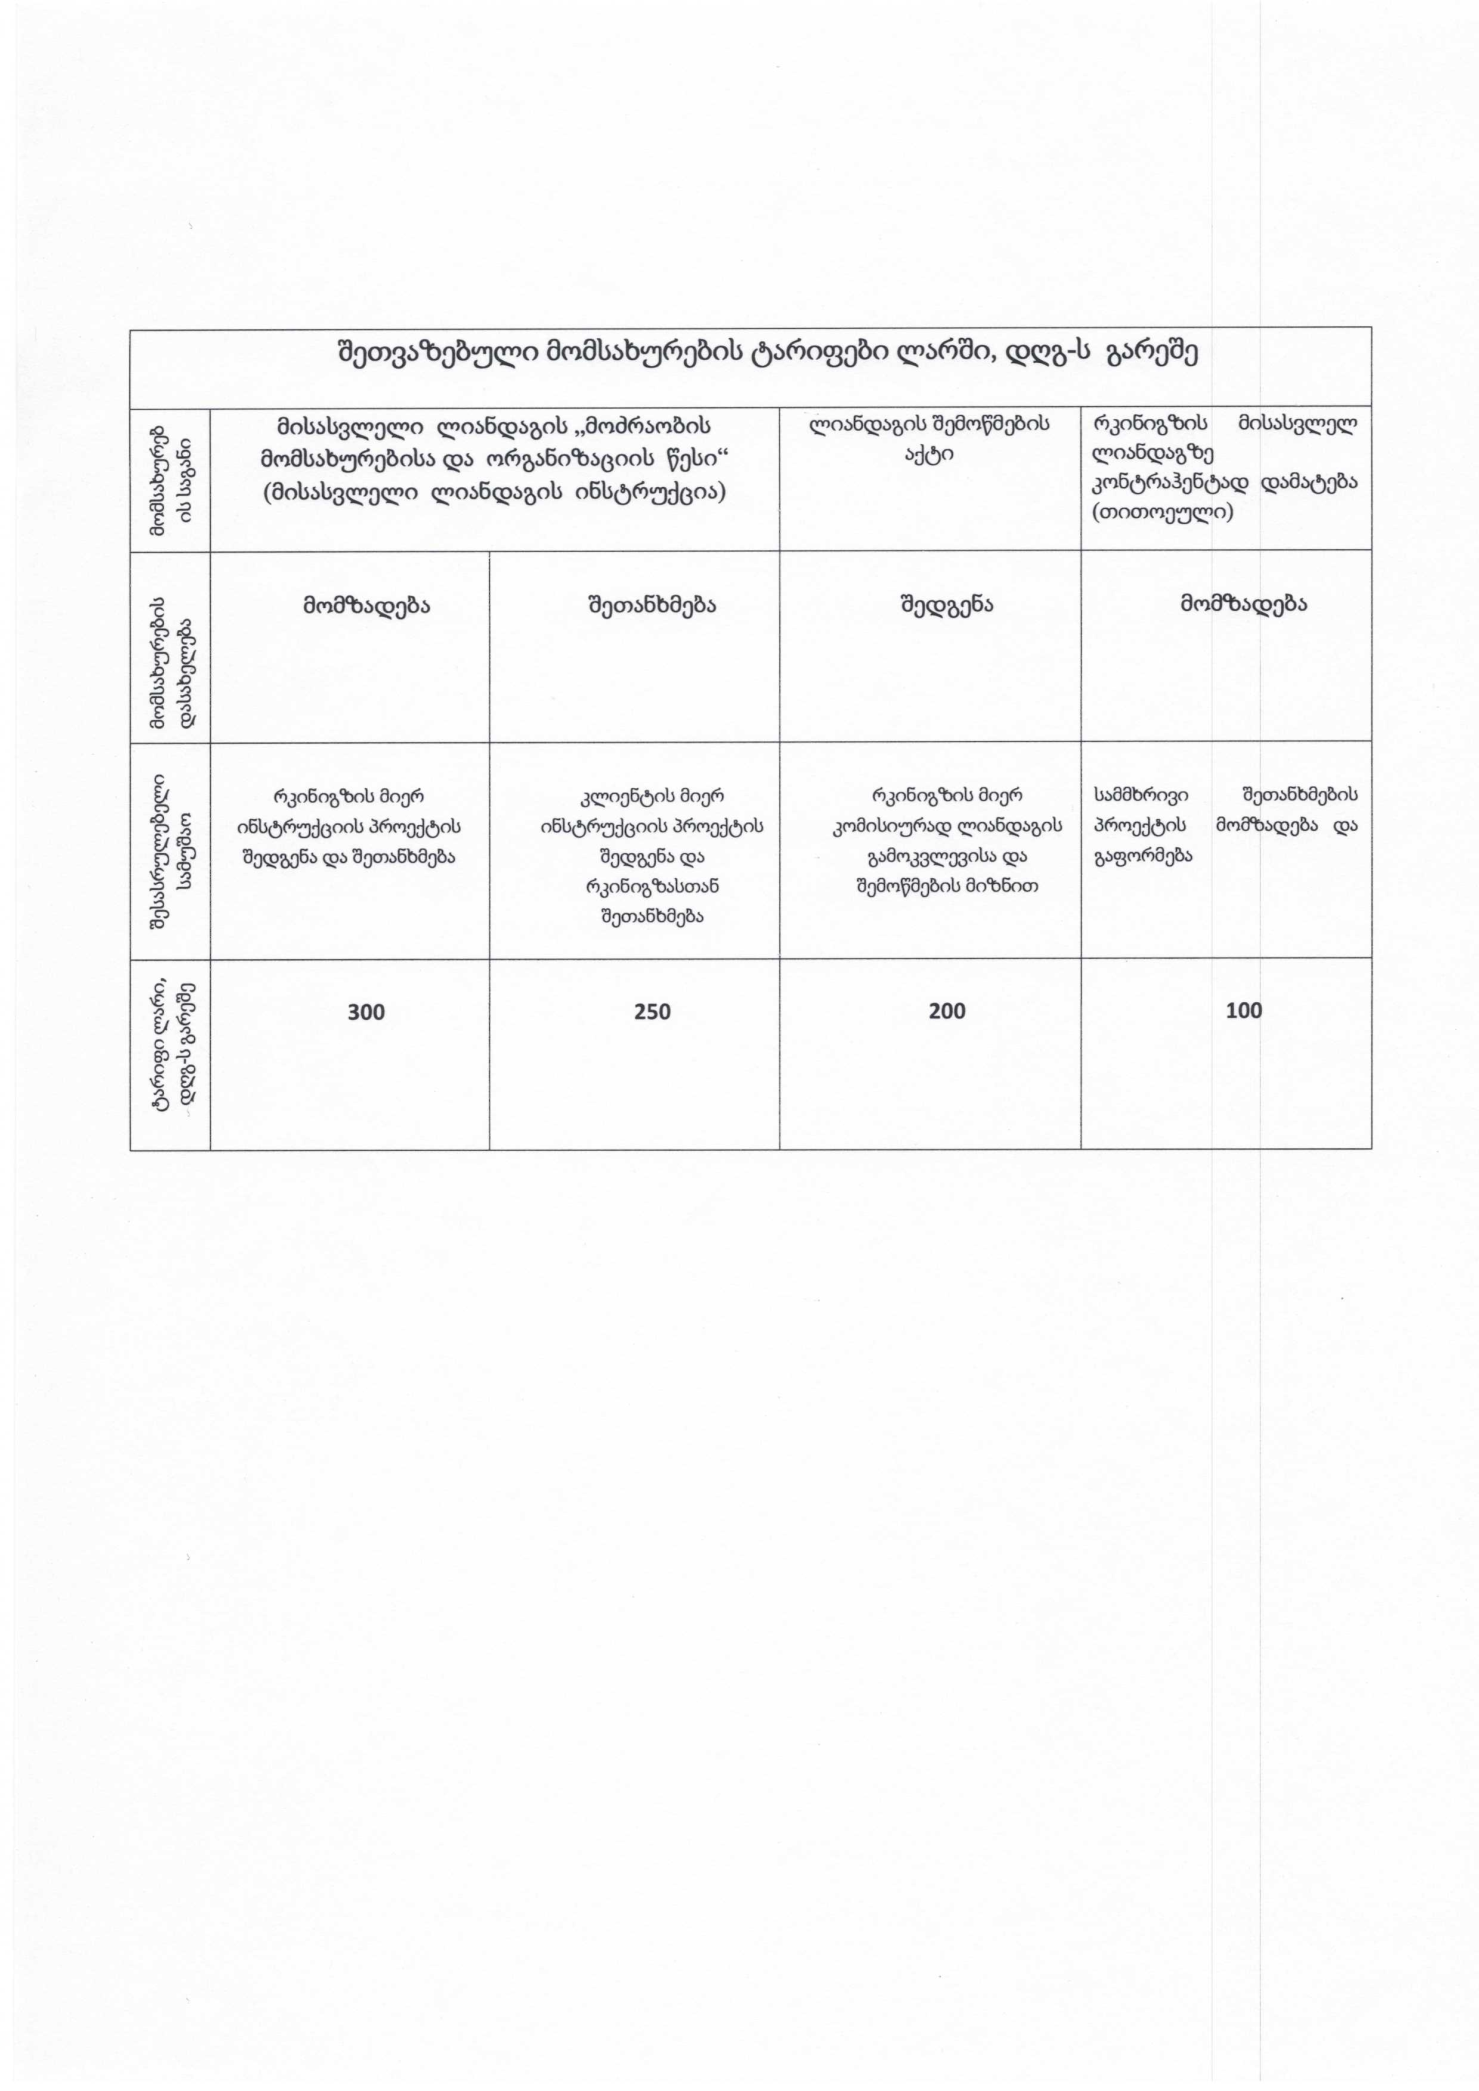 შეთვაზებული მომსახურების ტარიფები ლარში, დღგ-ს გარეშე
მომსახურებ
ის საგანი
მისასვლელი ლიანდაგის „მოძრაობის
მომსახურებისა და ორგანიზაციის წესი“
(მისასვლელი ლიანდაგის ინსტრუქცია)
ლიანდაგის შემოწმების
აქტი
რკინიგზის მისასვლელ
ლიანდაგზე
კონტრაჰენტად დამატება
(თითოეული)
მომსახურების
დასახელება
მომზადება
შეთანხმება
შედგენა
მომზადება
შესასრულებელი
სამუშაო
რკინიგზის მიერ
ინსტრუქციის პროექტის
შედგენა და შეთანხმება
კლიენტის მიერ
ინსტრუქციის პროექტის
შედგენა და
რკინიგზასთან
შეთანხმება
რკინიგზის მიერ
კომისიურად ლიანდაგის
გამოკვლევისა და
შემოწმების მიზნით
სამმხრივი შეთანხმების
პროექტის მომზადება და
გაფორმება
ტარიფი ლარი,
დღგ-ს გარეშე
300
250
200
100